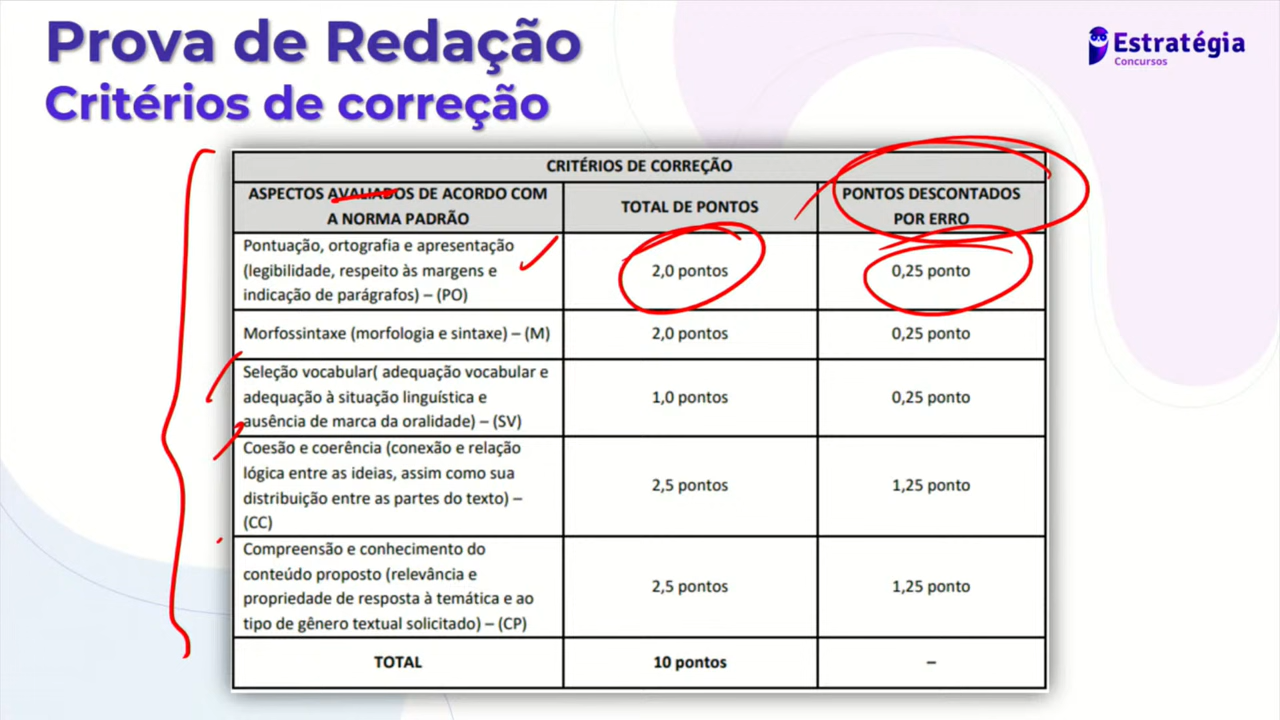 Prova de Redação
Critérios de correção
Estratégia
Concursos
CRITÉRIOS DE CORREÇÃO
ASPECTOS AVALIADOS DE ACORDO COM
A NORMA PADRÃO
TOTAL DE PONTOS
PONTOS DESCONTADOS
POR ERRO
Pontuação, ortografia e apresentação
(legibilidade, respeito às margens e
indicação de parágrafos) – (PO)
2,0 pontos
0,25 ponto
Morfossintaxe (morfologia e sintaxe) – (M)
2,0 pontos
0,25 ponto
Seleção vocabular( adequação vocabular e
adequação à situação linguística e
ausência de marca da oralidade) – (SV)
1,0 pontos
0,25 ponto
Coesão e coerência (conexão e relação
lógica entre as ideias, assim como sua
distribuição entre as partes do texto) –
(CC)
2,5 pontos
1,25 ponto
Compreensão e conhecimento do
conteúdo proposto (relevância e
propriedade de resposta à temática e ao
tipo de gênero textual solicitado) – (CP)
2,5 pontos
1,25 ponto
TOTAL
10 pontos
–